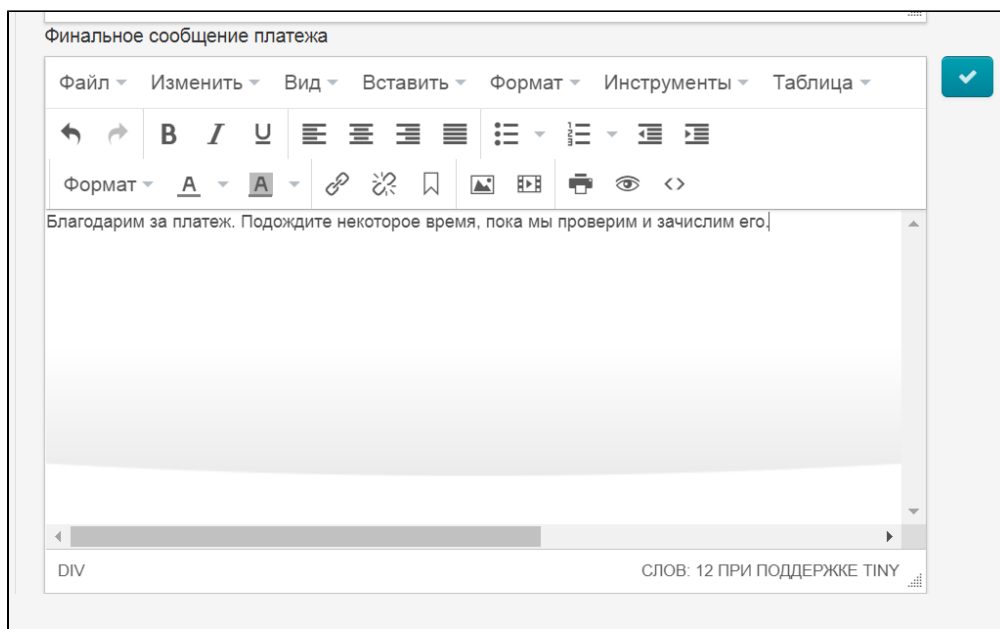 Финальное сообщение платежа
Файл Изменить Вид Вставить Формат Инструменты Таблица
Формат
Благодарим за платеж. Подождите некоторое время, пока мы проверим и зачислим его.
DIV СЛОВ: 12 ПРИ ПОДДЕРЖКЕ TINY